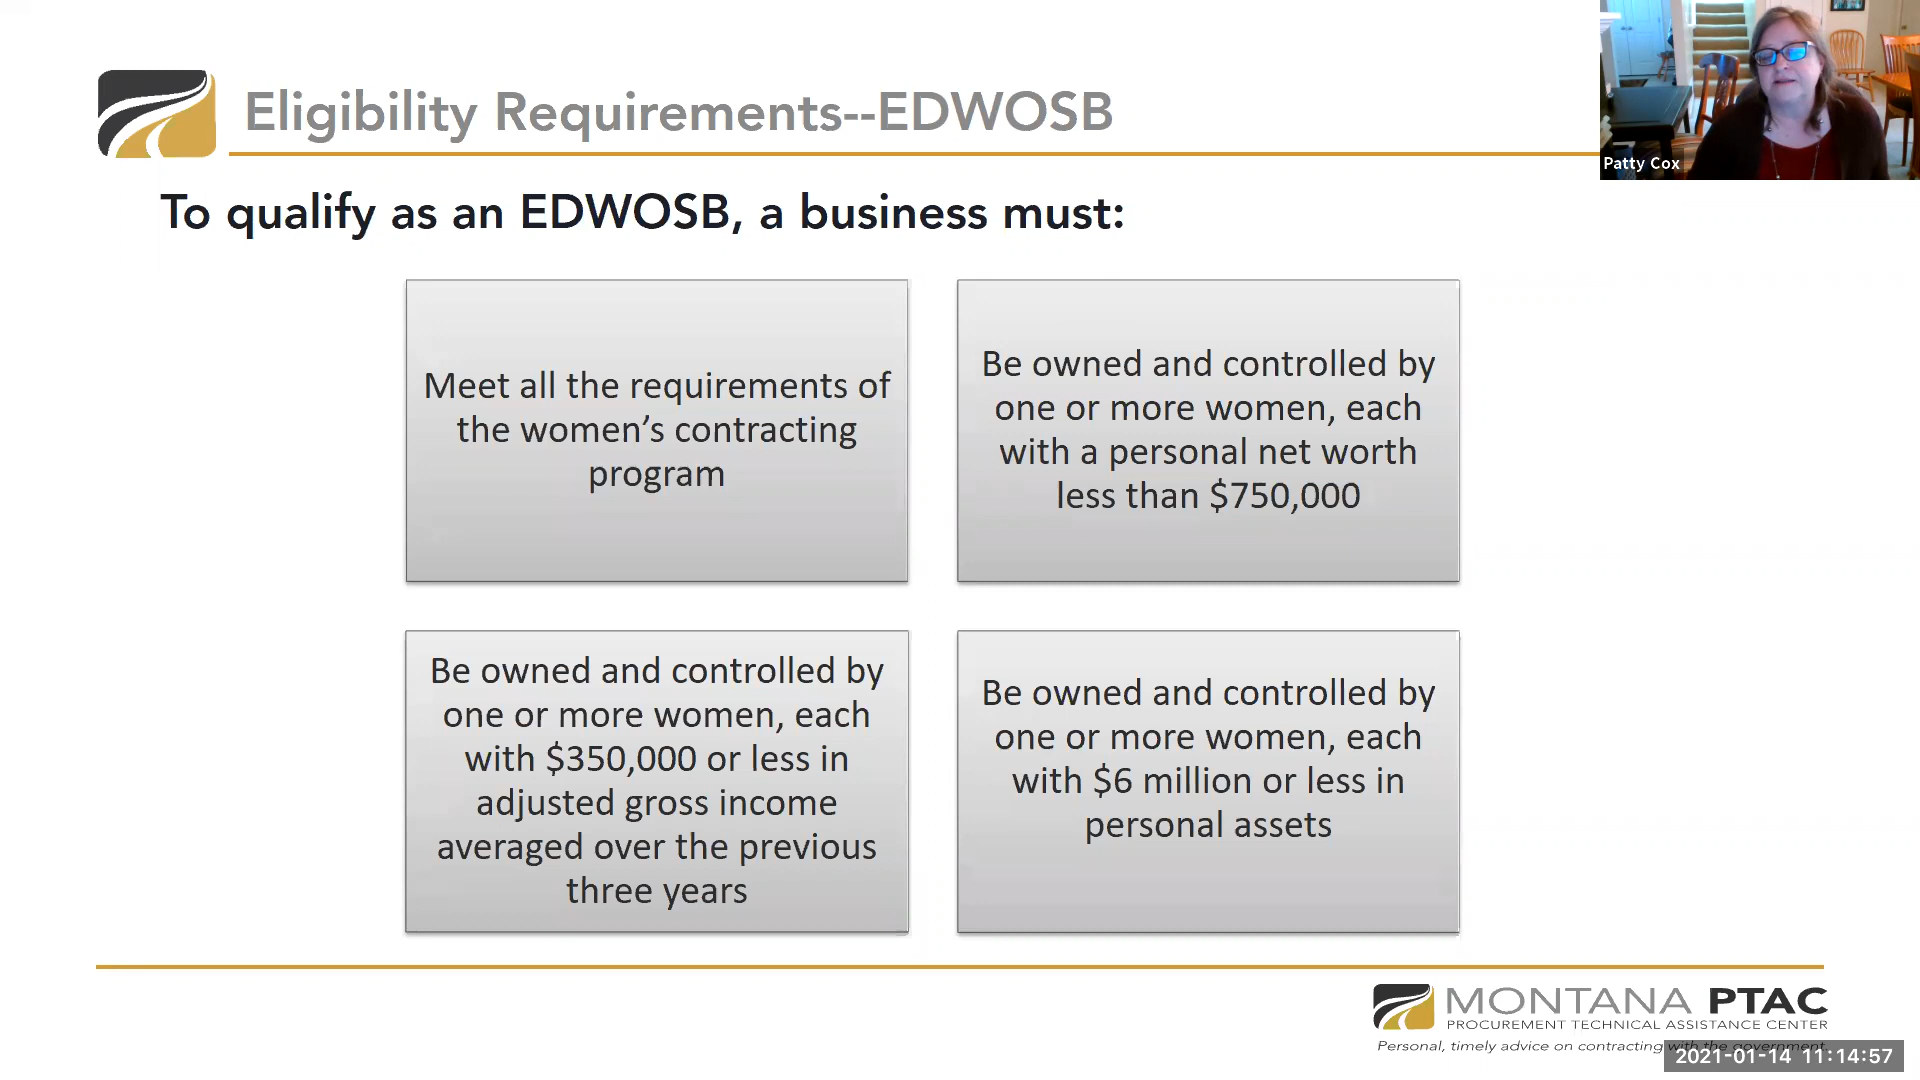 Eligibility Requirements--EDWOSB
Patty Cox
To qualify as an EDWOSB, a business must:
Meet all the requirements of
the women's contracting
program
Be owned and controlled by
one or more women, each
with a personal net worth
less than $750,000
Be owned and controlled by
one or more women, each
with $350,000 or less in
adjusted gross income
averaged over the previous
three years
Be owned and controlled by
one or more women, each
with $6 million or less in
personal assets
MONTANA PTAC
PROCUREMENT TECHNICAL ASSISTANCE CENTER
Personal, timely advice on contracting with the government.
2021-01-14 11:14:57